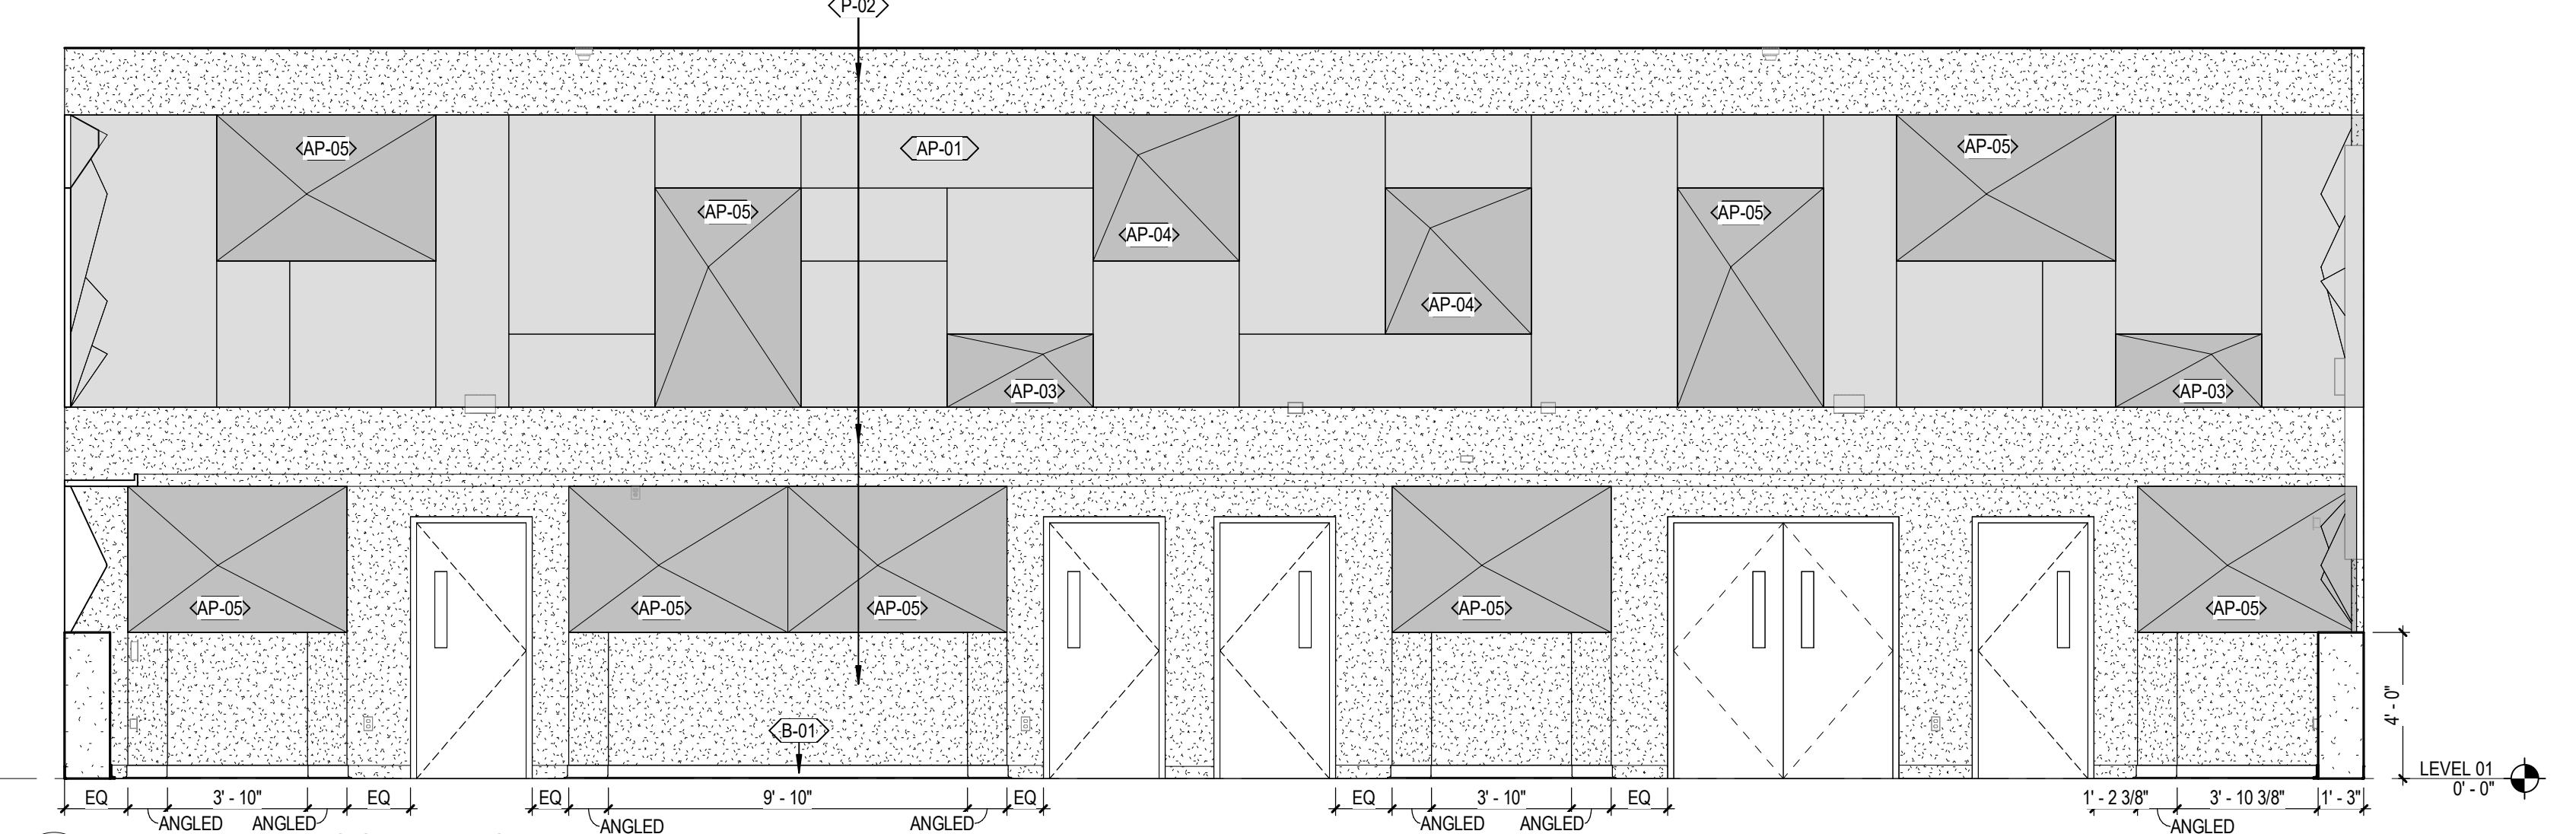 P-02
AP-05
AP-01
AP-05
AP-05
AP-05
AP-04
AP-04
AP-03
AP-03
AP-05
AP-05
AP-05
AP-05
AP-05
B-01
4' - 0"
LEVEL 01
0' - 0"
EQ
3' - 10"
EQ
EQ
9' - 10"
EQ
EQ
3' - 10"
EQ
1' - 2 3/8"
3' - 10 3/8"
1' - 3"
ANGLED
ANGLED
ANGLED
ANGLED
ANGLED
ANGLED
ANGLED